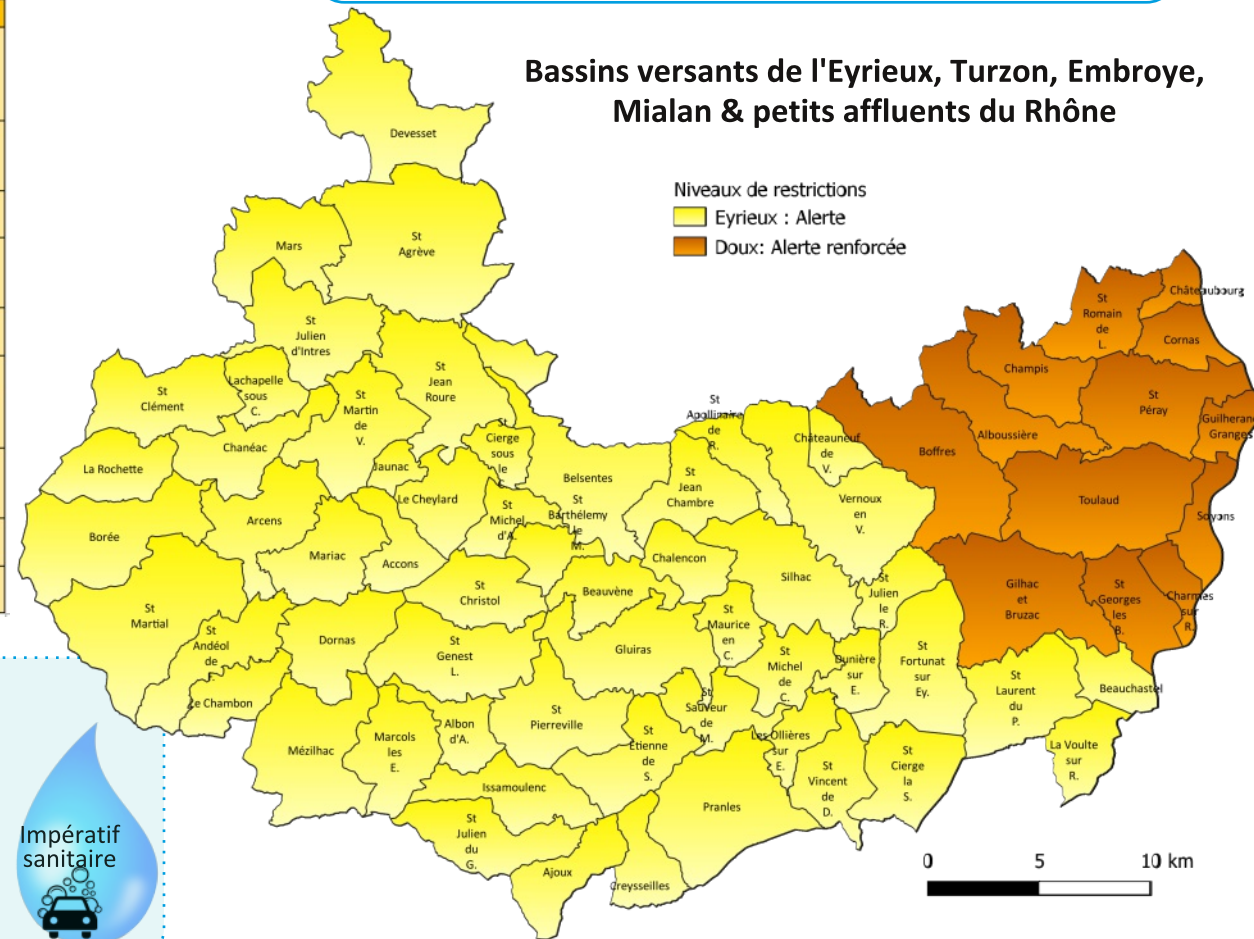 Bassins versants de l'Eyrieux, Turzon, Embroye,
Mialan & petits affluents du Rhône
Niveaux de restrictions
Eyrieux : Alerte
Doux: Alerte renforcée
Devesset
Mars
St
Agrève
St
Julien
d'Intres
St
Clément
Lachapelle
sous
C.
St
Martin
de
V.
St
Jean
Roure
Chanéac
La Rochette
Jaunac
St
Cierge
sous
le
C.
Le Cheylard
Belsentes
St
Apollinaire
de
R.
Châteauneuf
de
V.
St
Jean
Chambre
Vernoux
en
V.
Boffres
Alboussière
Champis
St
Romain
de
L.
Châteaubourg
Cornas
St
Péray
Guilherand
Granges
Toulaud
Soyons
Borée
Arcens
Mariac
Accons
St
Michel
d'A.
St
Barthélemy
le
M.
Chalencon
Silhac
St
Julien
le
R.
Gilhac
et
Bruzac
St
Georges
les
B.
Charmes
sur
R.
St
Martial
St
Andéol
de
Dornas
St
Christol
Beauvène
St
Genest
L.
Gluiras
St
Maurice
en
C.
St
Michel
de
C.
Dunière
sur
E.
St
Fortunat
sur
Ey.
St
Laurent
du
P.
Beauchastel
Le Chambon
Mézilhac
Marcols
les
E.
Albon
d'A.
St
Pierreville
St
Etienne
de
S.
St
Sauveur
de
M.
Les Ollières
sur
E.
St
Vincent
de
D.
St
Cierge
la
S.
La Voulte
sur
R.
Issamoulenc
Pranles
St
Julien
du
G.
Ajoux
Creysseilles
0 5 10 km
Impératif
sanitaire